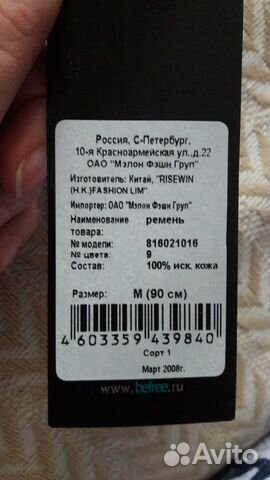 Россия, С-Петербург,
10-я Красноармейская ул.,д.22
ОАО "Мэлон Фэшн Груп"
Изготовитель: Китай, "RISEWIN
(H.K.)FASHION LIM"
Импортер: ОАО "Мэлон Фэшн Груп"
Наименование ремень
товара:
№ модели: 816021016
№ цвета: 9
Состав: 100% иск. кожа
Размер: M (90 см)
4 603359 439840
Сорт 1
Март 2008г.
www.befree.ru
Avito